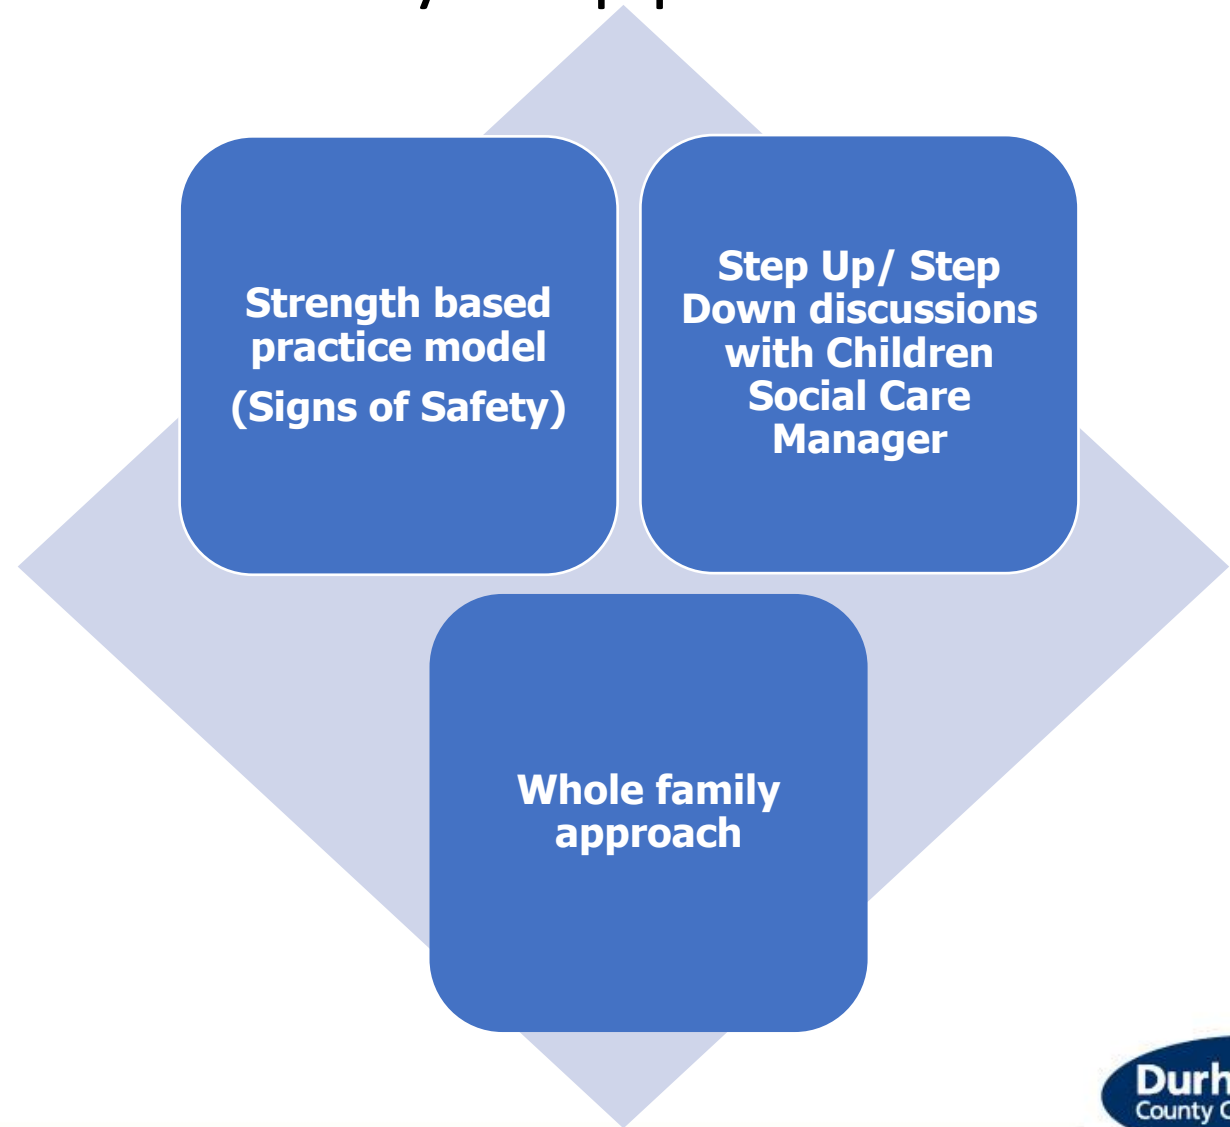 Strength based
practice model
(Signs of Safety)
Step Up/ Step
Down discussions
with Children
Social Care
Manager
Whole family
approach
County